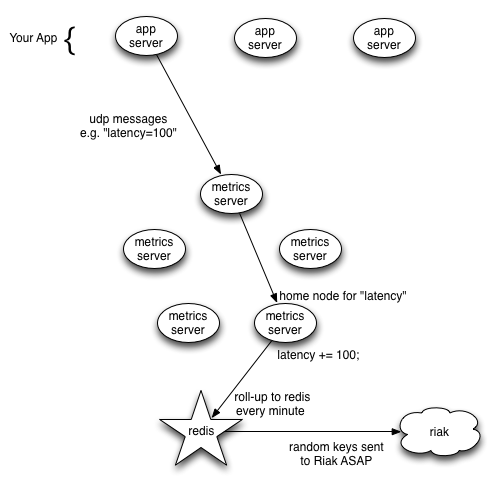 Your App {
app
server
app
server
app
server
udp messages
e.g. "latency=100"
metrics
server
metrics
server
metrics
server
home node for "latency"
metrics
server
metrics
server
latency += 100;
roll-up to redis
every minute
redis
riak
random keys sent
to Riak ASAP